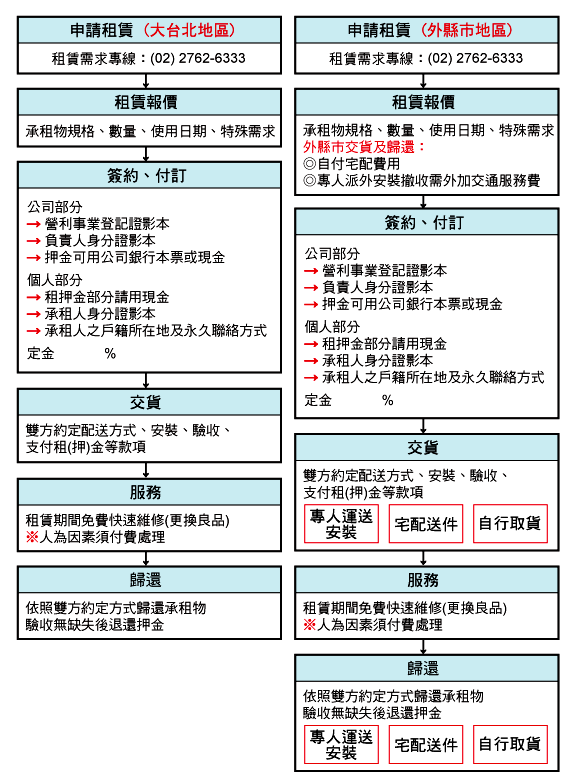 申請租賃（大台北地區）
租賃需求專線：(02) 2762-6333
租賃報價
承租物規格、數量、使用日期、特殊需求
簽約、付訂
公司部分
→ 營利事業登記證影本
→ 負責人身分證影本
→ 押金可用公司銀行本票或現金
個人部分
→ 租押金部分請用現金
→ 承租人身分證影本
→ 承租人之戶籍所在地及永久聯絡方式
定金 %
交貨
雙方約定配送方式、安裝、驗收、
支付租(押)金等款項
服務
租賃期間免費快速維修(更換良品)
※人為因素須付費處理
歸還
依照雙方約定方式歸還承租物
驗收無缺失後退還押金
申請租賃（外縣市地區）
租賃需求專線：(02) 2762-6333
租賃報價
承租物規格、數量、使用日期、特殊需求
外縣市交貨及歸還：
◎自付宅配費用
◎專人派外安裝撤收需外加交通服務費
簽約、付訂
公司部分
→ 營利事業登記證影本
→ 負責人身分證影本
→ 押金可用公司銀行本票或現金
個人部分
→ 租押金部分請用現金
→ 承租人身分證影本
→ 承租人之戶籍所在地及永久聯絡方式
定金 %
交貨
雙方約定配送方式、安裝、驗收、
支付租(押)金等款項
專人運送
安裝
宅配送件
自行取貨
服務
租賃期間免費快速維修(更換良品)
※人為因素須付費處理
歸還
依照雙方約定方式歸還承租物
驗收無缺失後退還押金
專人運送
安裝
宅配送件
自行取貨